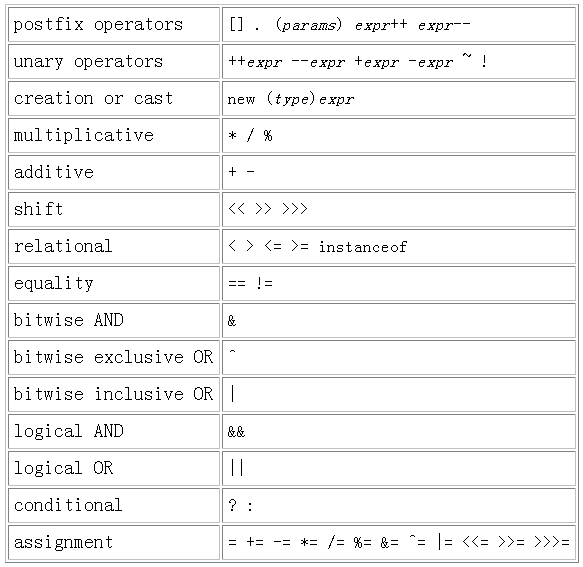 postfix operators [] . (params) expr++ expr--
unary operators ++expr --expr +expr -expr ~ !
creation or cast new (type)expr
multiplicative * / %
additive + -
shift << >> >>>
relational < > <= >= instanceof
equality == !=
bitwise AND &
bitwise exclusive OR ^
bitwise inclusive OR |
logical AND &&
logical OR ||
conditional ? :
assignment = += -= *= /= %= &= ^= |= <<= >>= >>>=